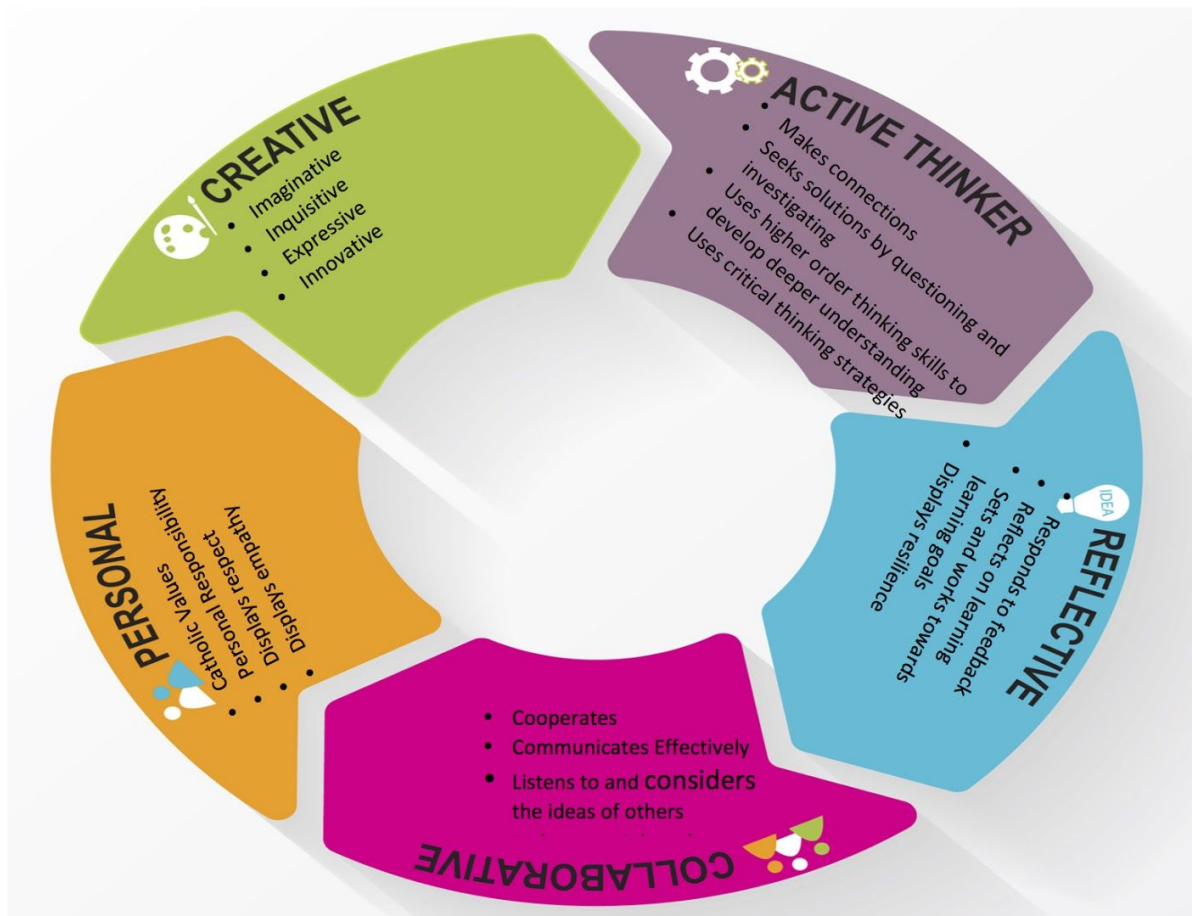 CREATIVE
• Imaginative
• Inquisitive
• Expressive
• Innovative
ACTIVE THINKER
• Makes connections
• Seeks solutions by questioning and
investigating
• Uses higher order thinking skills to
develop deeper understanding
• Uses critical thinking strategies
IDEA
REFLECTIVE
• Responds to feedback
• Reflects on learning
• Sets and works towards
learning goals
• Displays resilience
• Cooperates
• Communicates Effectively
• Listens to and considers
the ideas of others
COLLABORATIVE
PERSONAL
• Catholic Values
• Personal Responsibility
• Displays respect
• Displays empathy